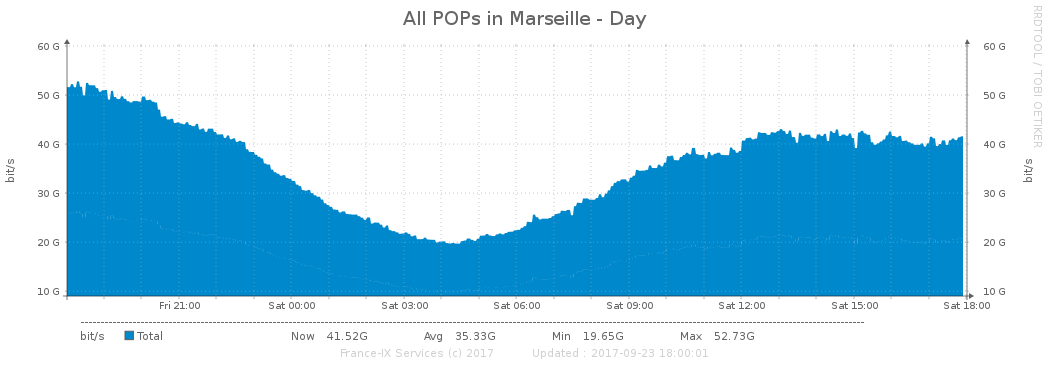 All POPs in Marseille - Day
RRDTOOL / TOBI OETIKER
60 G 60 G
50 G 50 G
40 G 40 G
30 G 30 G
20 G 20 G
10 G 10 G
bit/s bit/s
Fri 21:00 Sat 00:00 Sat 03:00 Sat 06:00 Sat 09:00 Sat 12:00 Sat 15:00 Sat 18:00
bit/s Total Now 41.52G Avg 35.33G Min 19.65G Max 52.73G
France-IX Services (c) 2017 Updated : 2017-09-23 18:00:01